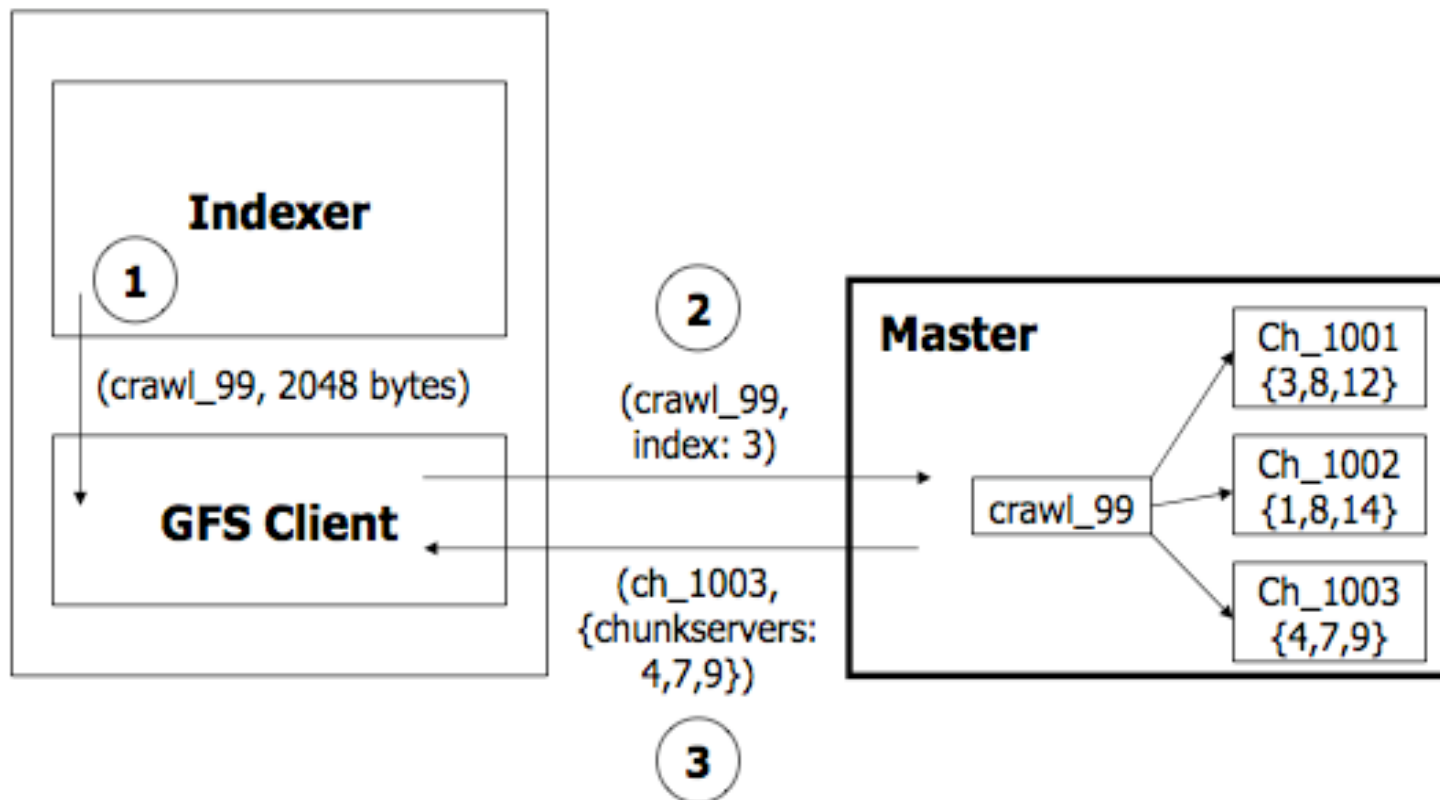 Indexer
1
(crawl_99, 2048 bytes)
GFS Client
2
(crawl_99,
index: 3)
(ch_1003,
{chunkservers:
4,7,9})
3
Master
crawl_99
Ch_1001
{3,8,12}
Ch_1002
{1,8,14}
Ch_1003
{4,7,9}